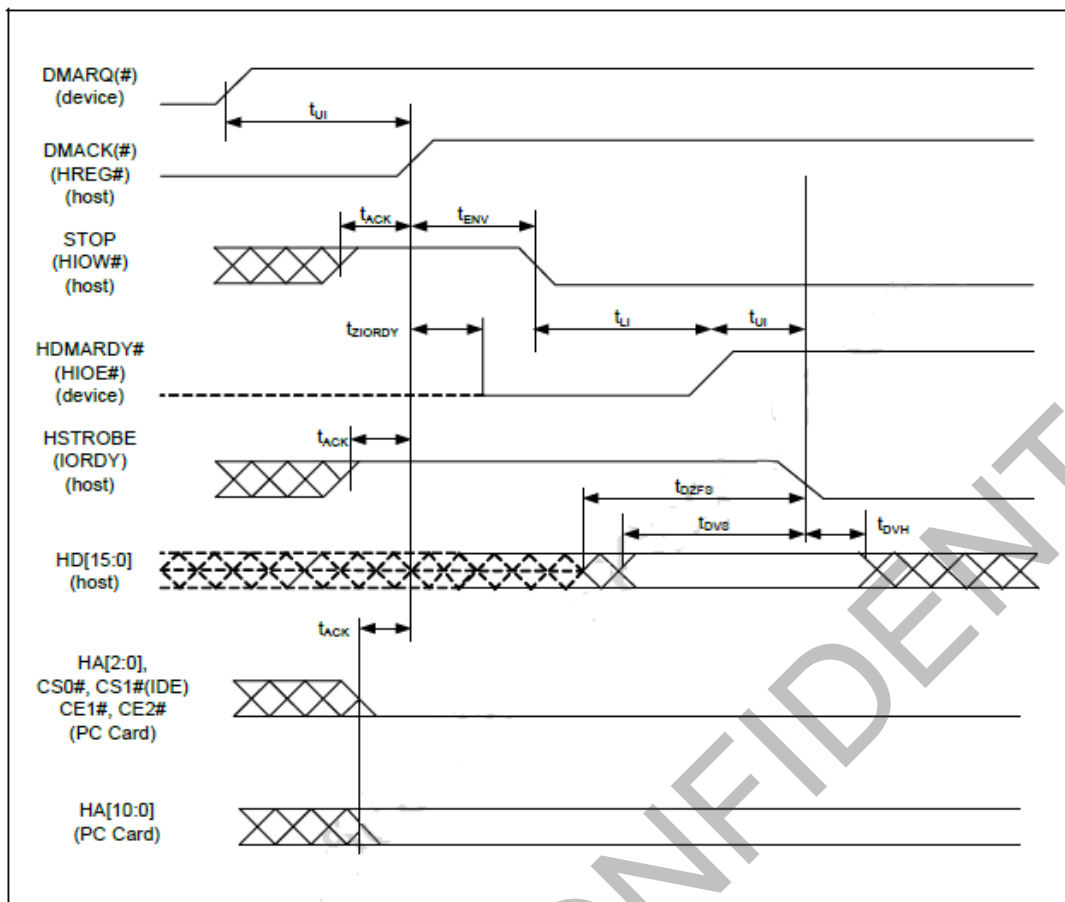 DMARQ(#)
(device)
tUI
DMACK(#)
(HREG#)
(host)
tACK
tENV
STOP
(HIOW#)
(host)
tZIORDY
tLI
tUI
HDMARDY#
(HIOE#)
(device)
HSTROBE
(IORDY)
(host)
tACK
tDZFS
tDVS
tDVH
HD[15:0]
(host)
tACK
HA[2:0],
CS0#, CS1#(IDE)
CE1#, CE2#
(PC Card)
HA[10:0]
(PC Card)
ONFIDENT